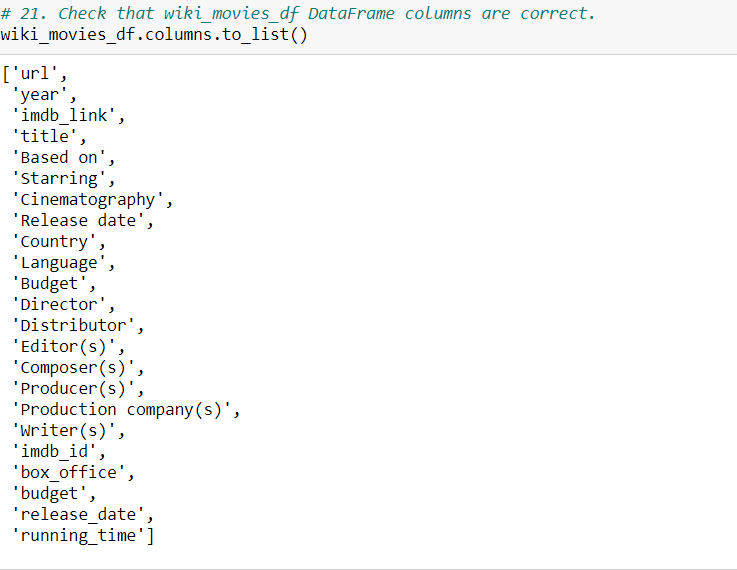 # 21. Check that wiki_movies_df DataFrame columns are correct.
wiki_movies_df.columns.to_list()
['url',
'year',
'imdb_link',
'title',
'Based on',
'Starring',
'Cinematography',
'Release date',
'Country',
'Language',
'Budget',
'Director',
'Distributor',
'Editor(s)',
'Composer(s)',
'Producer(s)',
'Production company(s)',
'Writer(s)',
'imdb_id',
'box_office',
'budget',
'release_date',
'running_time']